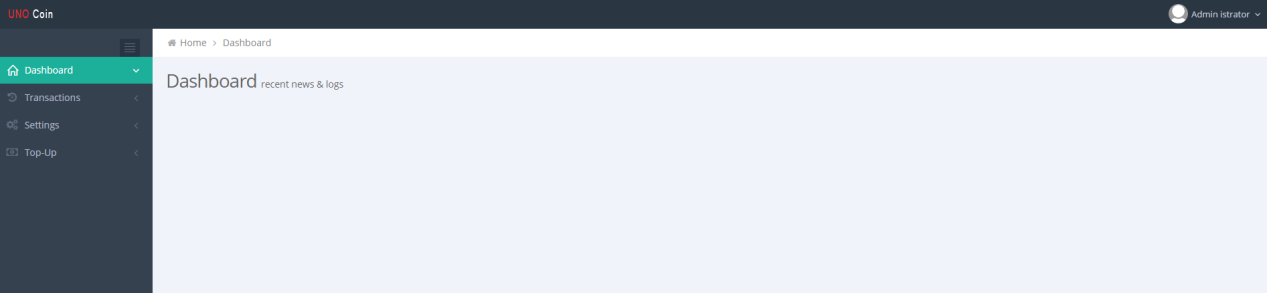 UNO Coin
Admin istrator
Home > Dashboard
Dashboard
Transactions
Settings
Top-Up
Dashboard recent news & logs